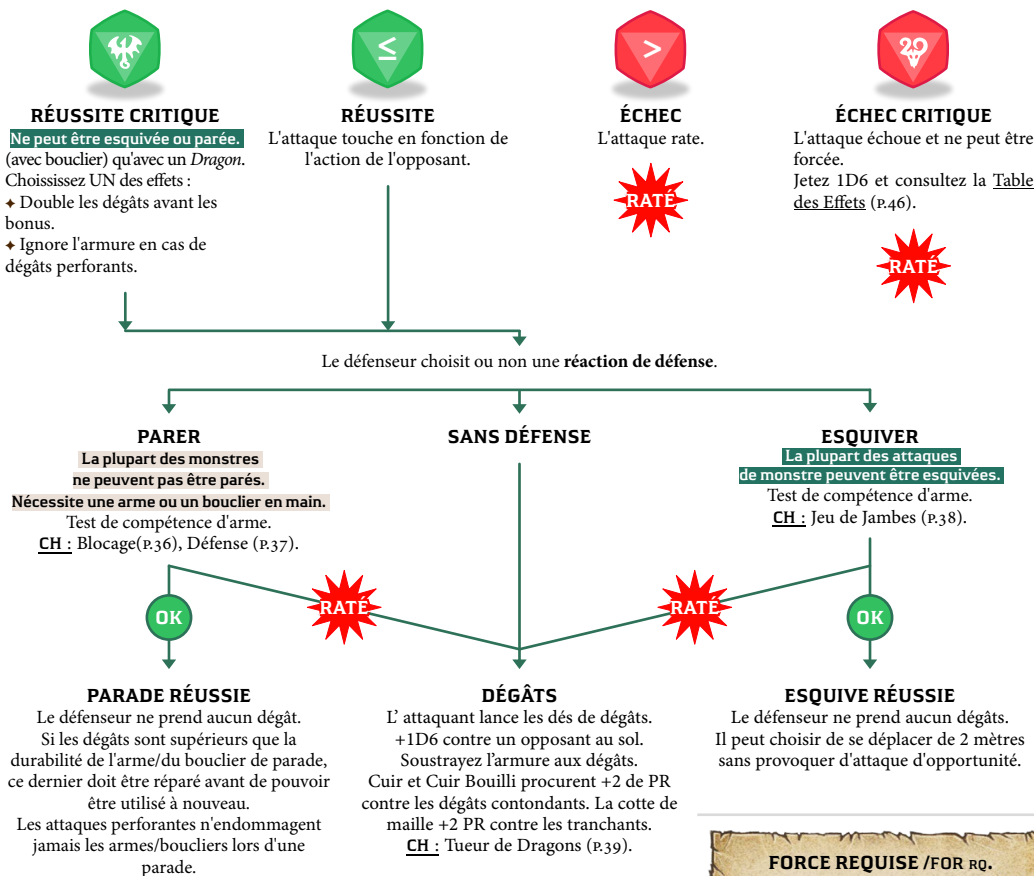 ≤
>
20
RÉUSSITE CRITIQUE
Ne peut être esquivée ou parée.
(avec bouclier) qu'avec un Dragon.
Choississez UN des effets :
✦ Double les dégâts avant les
bonus.
✦ Ignore l'armure en cas de
dégâts perforants.
RÉUSSITE
L'attaque touche en fonction de
l'action de l'opposant.
ÉCHEC
L'attaque rate.
RATÉ
ÉCHEC CRITIQUE
L'attaque échoue et ne peut être
forcée.
Jetez 1D6 et consultez la Table
des Effets (P.46).
RATÉ
Le défenseur choisit ou non une réaction de défense.
PARER
La plupart des monstres
ne peuvent pas être parés.
Nécessite une arme ou un bouclier en main.
Test de compétence d'arme.
CH : Blocage(P.36), Défense (P.37).
SANS DÉFENSE
ESQUIVER
La plupart des attaques
de monstre peuvent être esquivées.
Test de compétence d'arme.
CH : Jeu de Jambes (P.38).
OK
RATÉ
RATÉ
OK
PARADE RÉUSSIE
Le défenseur ne prend aucun dégât.
Si les dégâts sont supérieurs que la
durabilité de l'arme/du bouclier de parade,
ce dernier doit être réparé avant de pouvoir
être utilisé à nouveau.
Les attaques perforantes n'endommagent
jamais les armes/boucliers lors d'une
parade.
DÉGÂTS
L' attaquant lance les dés de dégâts.
+1D6 contre un opposant au sol.
Soustrayez l'armure aux dégâts.
Cuir et Cuir Bouilli procurent +2 de PR
contre les dégâts contondants. La cotte de
maille +2 PR contre les tranchants.
CH : Tueur de Dragons (P.39).
ESQUIVE RÉUSSIE
Le défenseur ne prend aucun dégât.
Il peut choisir de se déplacer de 2 mètres
sans provoquer d'attaque d'opportunité.
FORCE REQUISE /FOR RQ.